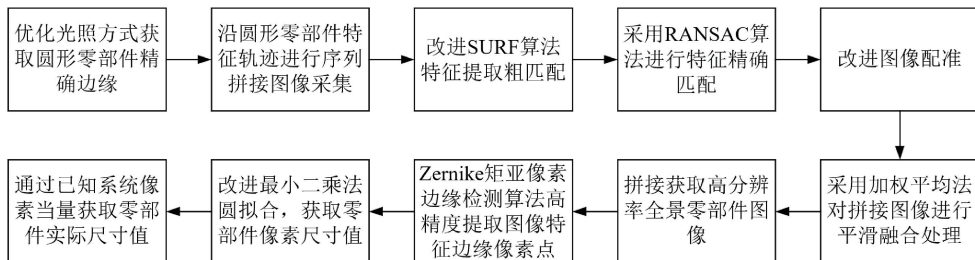 优化光照方式获
取圆形零部件精
确边缘
沿圆形零部件特
征轨迹进行序列
拼接图像采集
改进SURF算法
特征提取粗匹配
采用RANSAC算
法进行特征精确
匹配
改进图像配准
采用加权平均法
对拼接图像进行
平滑融合处理
拼接获取高分辨
率全景零部件图
像
Zernike矩亚像素
边缘检测算法高
精度提取图像特
征边缘像素点
改进最小二乘法
圆拟合，获取零
部件像素尺寸值
通过已知系统像
素当量获取零部
件实际尺寸值